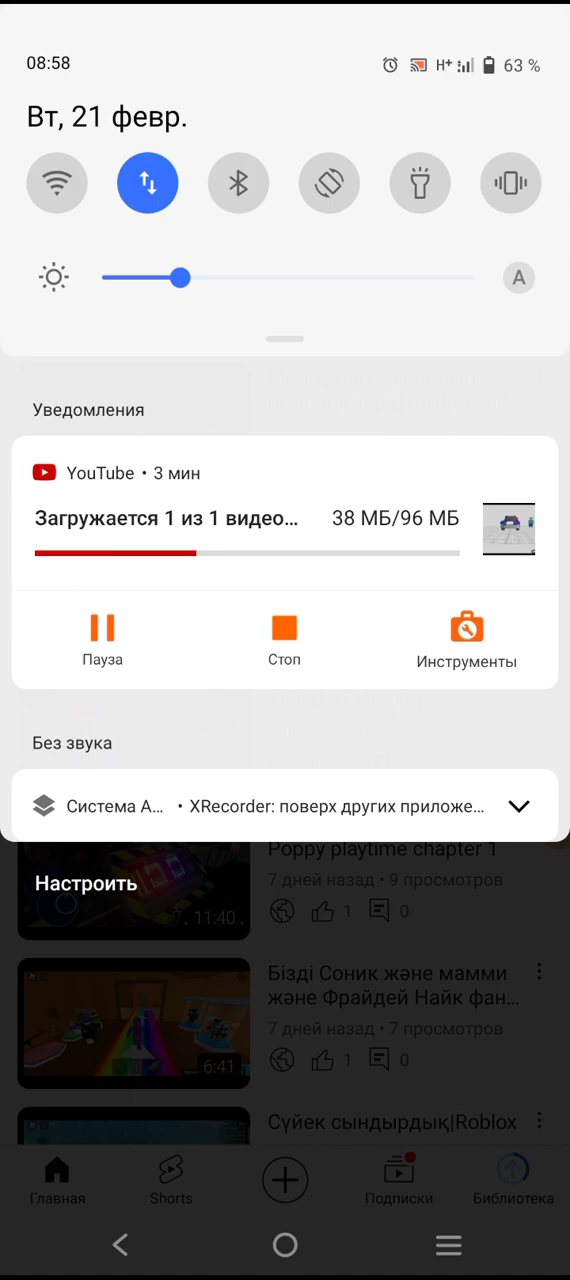 08:58
H+
63 %
Вт, 21 февр.
A
Уведомления
YouTube • 3 мин
Загружается 1 из 1 видео...
38 МБ/96 МБ
Пауза
Стоп
Инструменты
Без звука
Система А... • XRecorder: поверх других приложе...
Poppy playtime chapter 1
7 дней назад • 9 просмотров
1
0
Настроить
11:40
Бізді Соник және мамми
және Фрайдей Найк фан...
7 дней назад • 7 просмотров
1
0
6:41
Сүйек сындырдық|Roblox
Главная
Shorts
Подписки
Библиотека